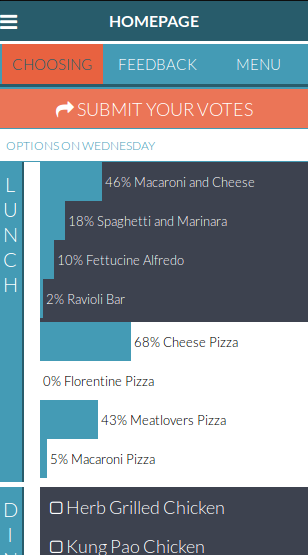 HOMEPAGE
CHOOSING FEEDBACK MENU
SUBMIT YOUR VOTES
OPTIONS ON WEDNESDAY
LUNCH
46% Macaroni and Cheese
18% Spaghetti and Marinara
10% Fettucine Alfredo
2% Ravioli Bar
68% Cheese Pizza
0% Florentine Pizza
43% Meatlovers Pizza
5% Macaroni Pizza
DIN
Herb Grilled Chicken
Kung Pao Chicken